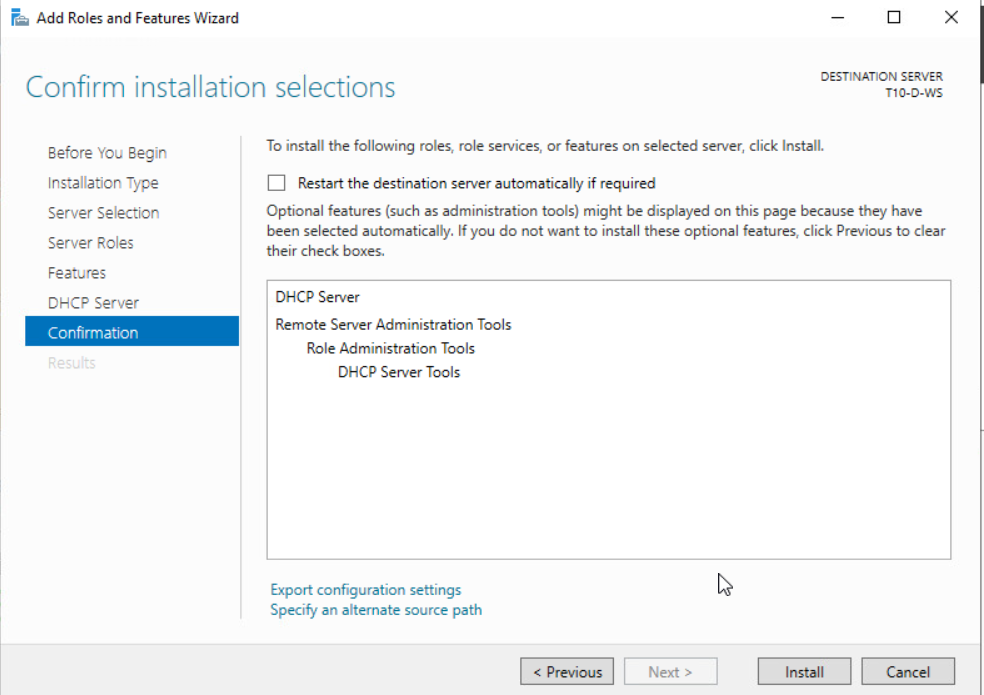 Add Roles and Features Wizard
Confirm installation selections
DESTINATION SERVER
T10-D-WS
Before You Begin
Installation Type
Server Selection
Server Roles
Features
DHCP Server
Confirmation
Results
To install the following roles, role services, or features on selected server, click Install.
Restart the destination server automatically if required
Optional features (such as administration tools) might be displayed on this page because they have
been selected automatically. If you do not want to install these optional features, click Previous to clear
their check boxes.
DHCP Server
Remote Server Administration Tools
Role Administration Tools
DHCP Server Tools
Export configuration settings
Specify an alternate source path
< Previous
Next >
Install
Cancel